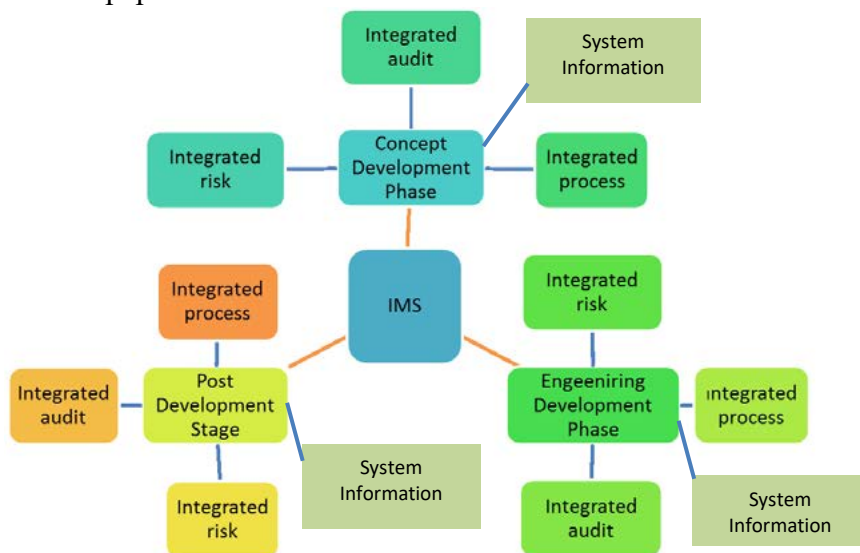 Integrated
audit
System
Information
Integrated
risk
Concept
Development
Phase
Integrated
process
IMS
Integrated
process
Integrated
risk
Integrated
audit
Post
Development
Stage
Engeeniring
Development
Phase
Integrated
process
System
Information
Integrated
risk
Integrated
audit
System
Information